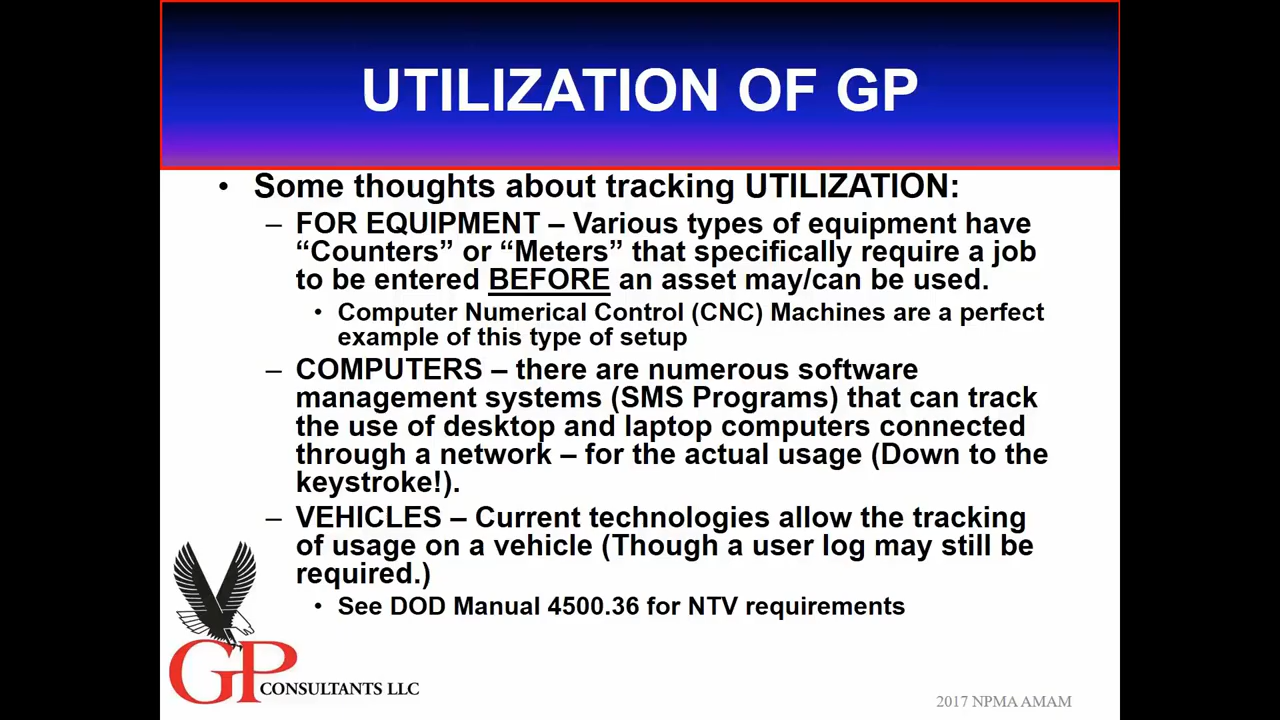 UTILIZATION OF GP
• Some thoughts about tracking UTILIZATION:
– FOR EQUIPMENT – Various types of equipment have
“Counters” or “Meters” that specifically require a job
to be entered BEFORE an asset may/can be used.
• Computer Numerical Control (CNC) Machines are a perfect
example of this type of setup
– COMPUTERS – there are numerous software
management systems (SMS Programs) that can track
the use of desktop and laptop computers connected
through a network – for the actual usage (Down to the
keystroke!).
– VEHICLES – Current technologies allow the tracking
of usage on a vehicle (Though a user log may still be
required.)
• See DOD Manual 4500.36 for NTV requirements
GP CONSULTANTS LLC
2017 NPMA AMAM